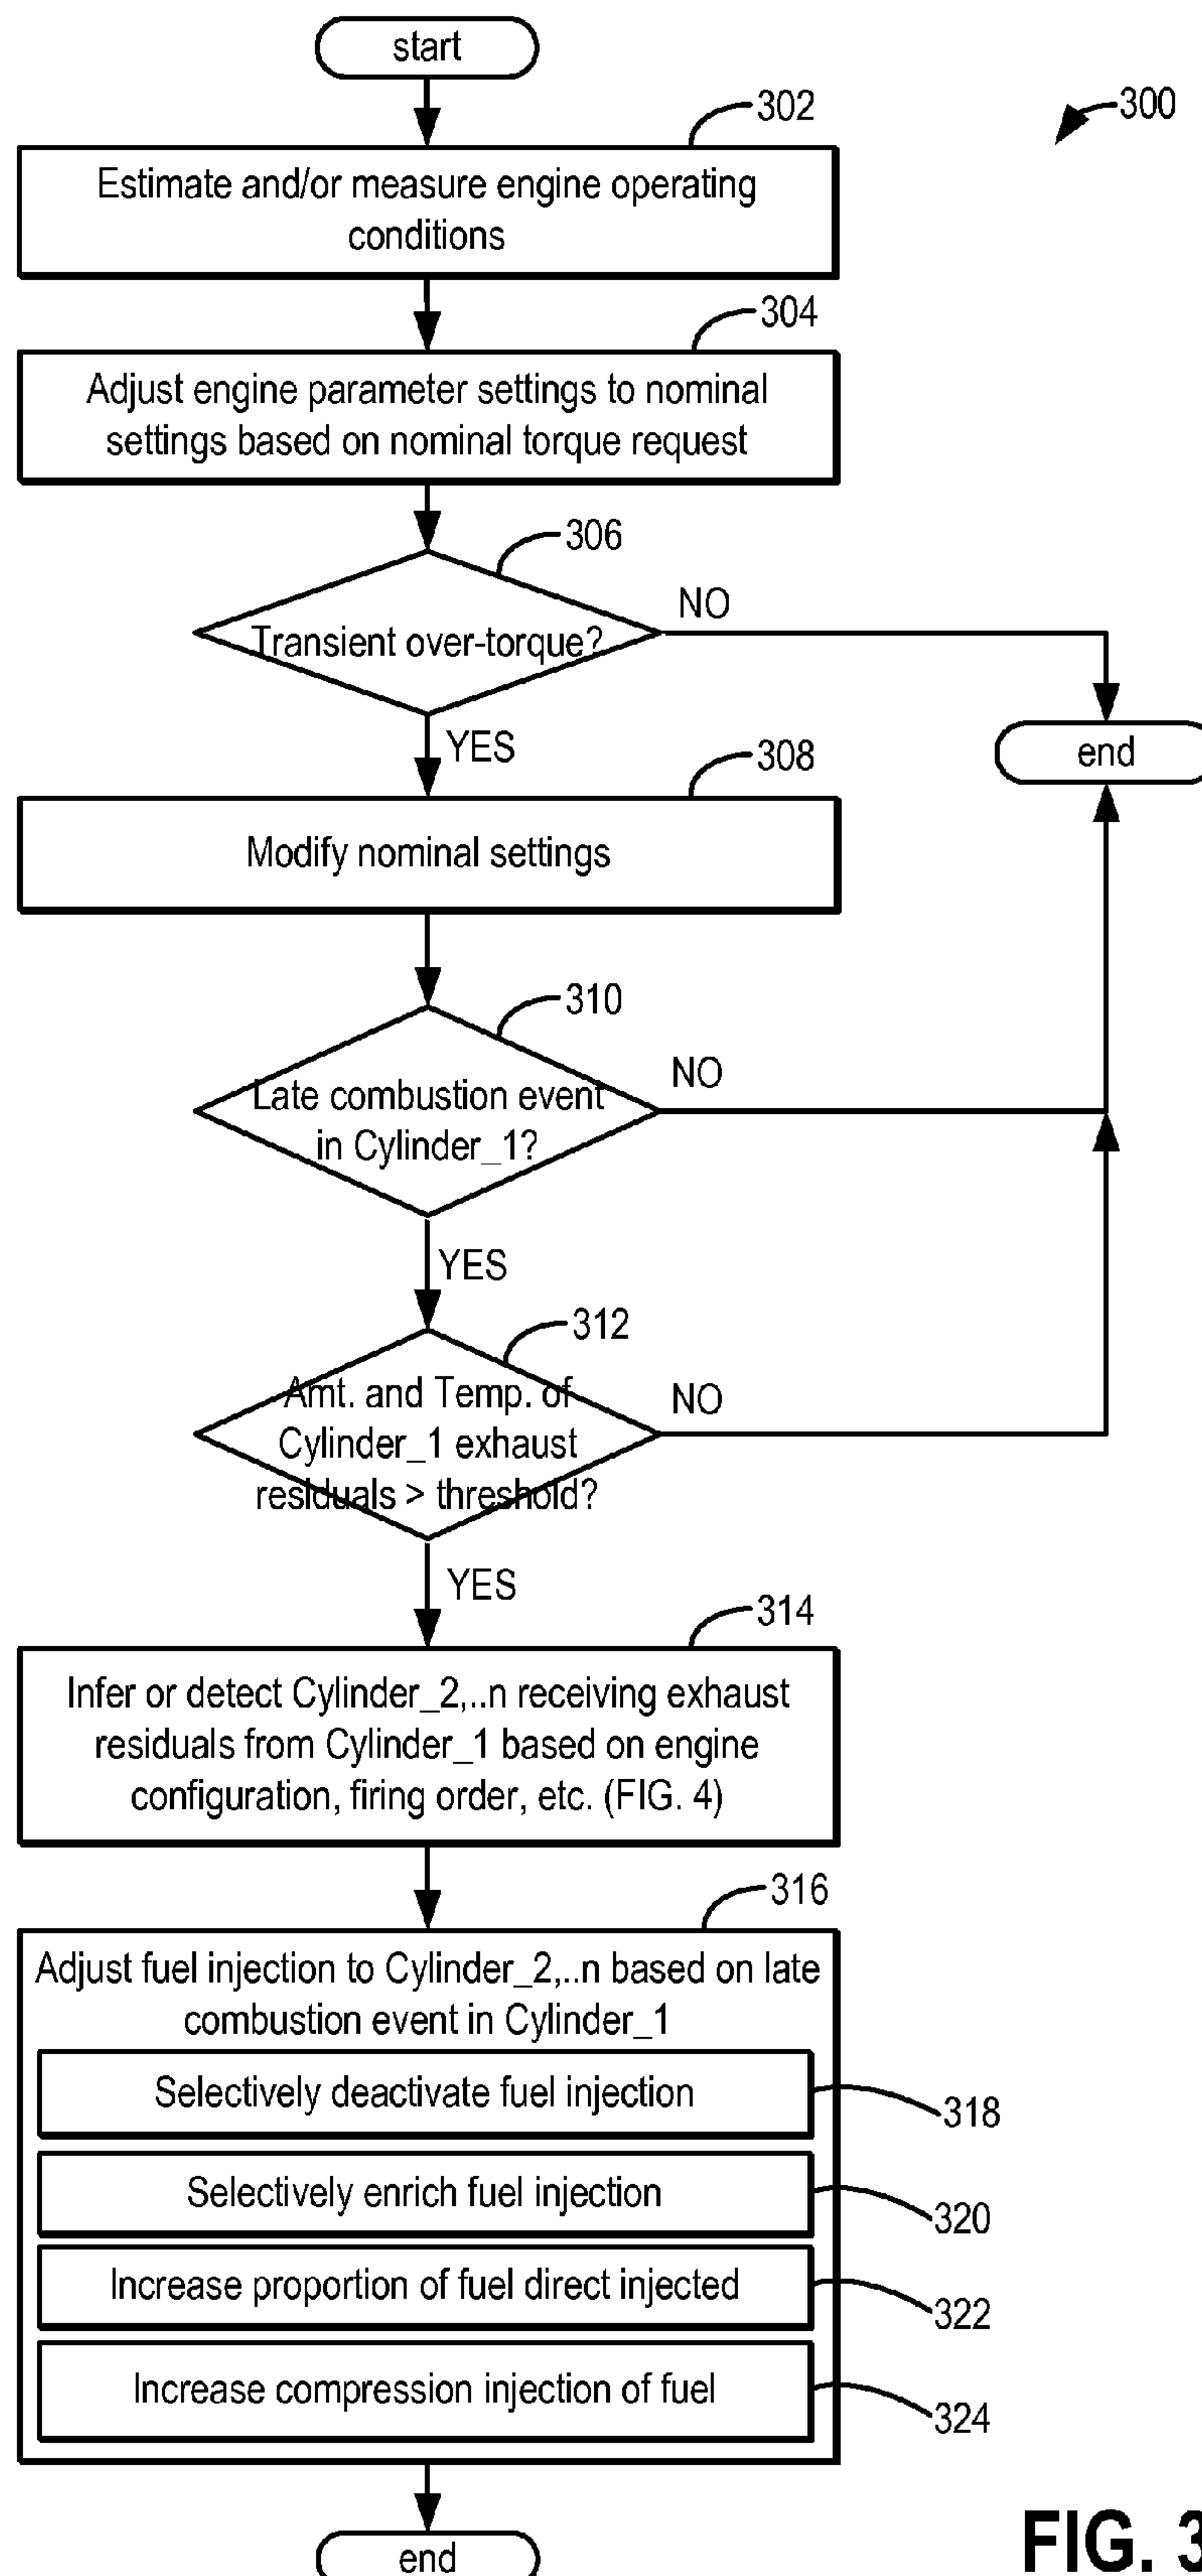 start
300
302
Estimate and/or measure engine operating
conditions
304
Adjust engine parameter settings to nominal
settings based on nominal torque request
306
Transient over-torque?
NO
YES
end
308
Modify nominal settings
310
Late combustion event
in Cylinder_1?
NO
YES
312
Amt. and Temp. of
Cylinder_1 exhaust
residuals > threshold?
NO
YES
314
Infer or detect Cylinder_2,..n receiving exhaust
residuals from Cylinder_1 based on engine
configuration, firing order, etc. (FIG. 4)
316
Adjust fuel injection to Cylinder_2,..n based on late
combustion event in Cylinder_1
Selectively deactivate fuel injection
318
Selectively enrich fuel injection
320
Increase proportion of fuel direct injected
322
Increase compression injection of fuel
324
end
FIG. 3